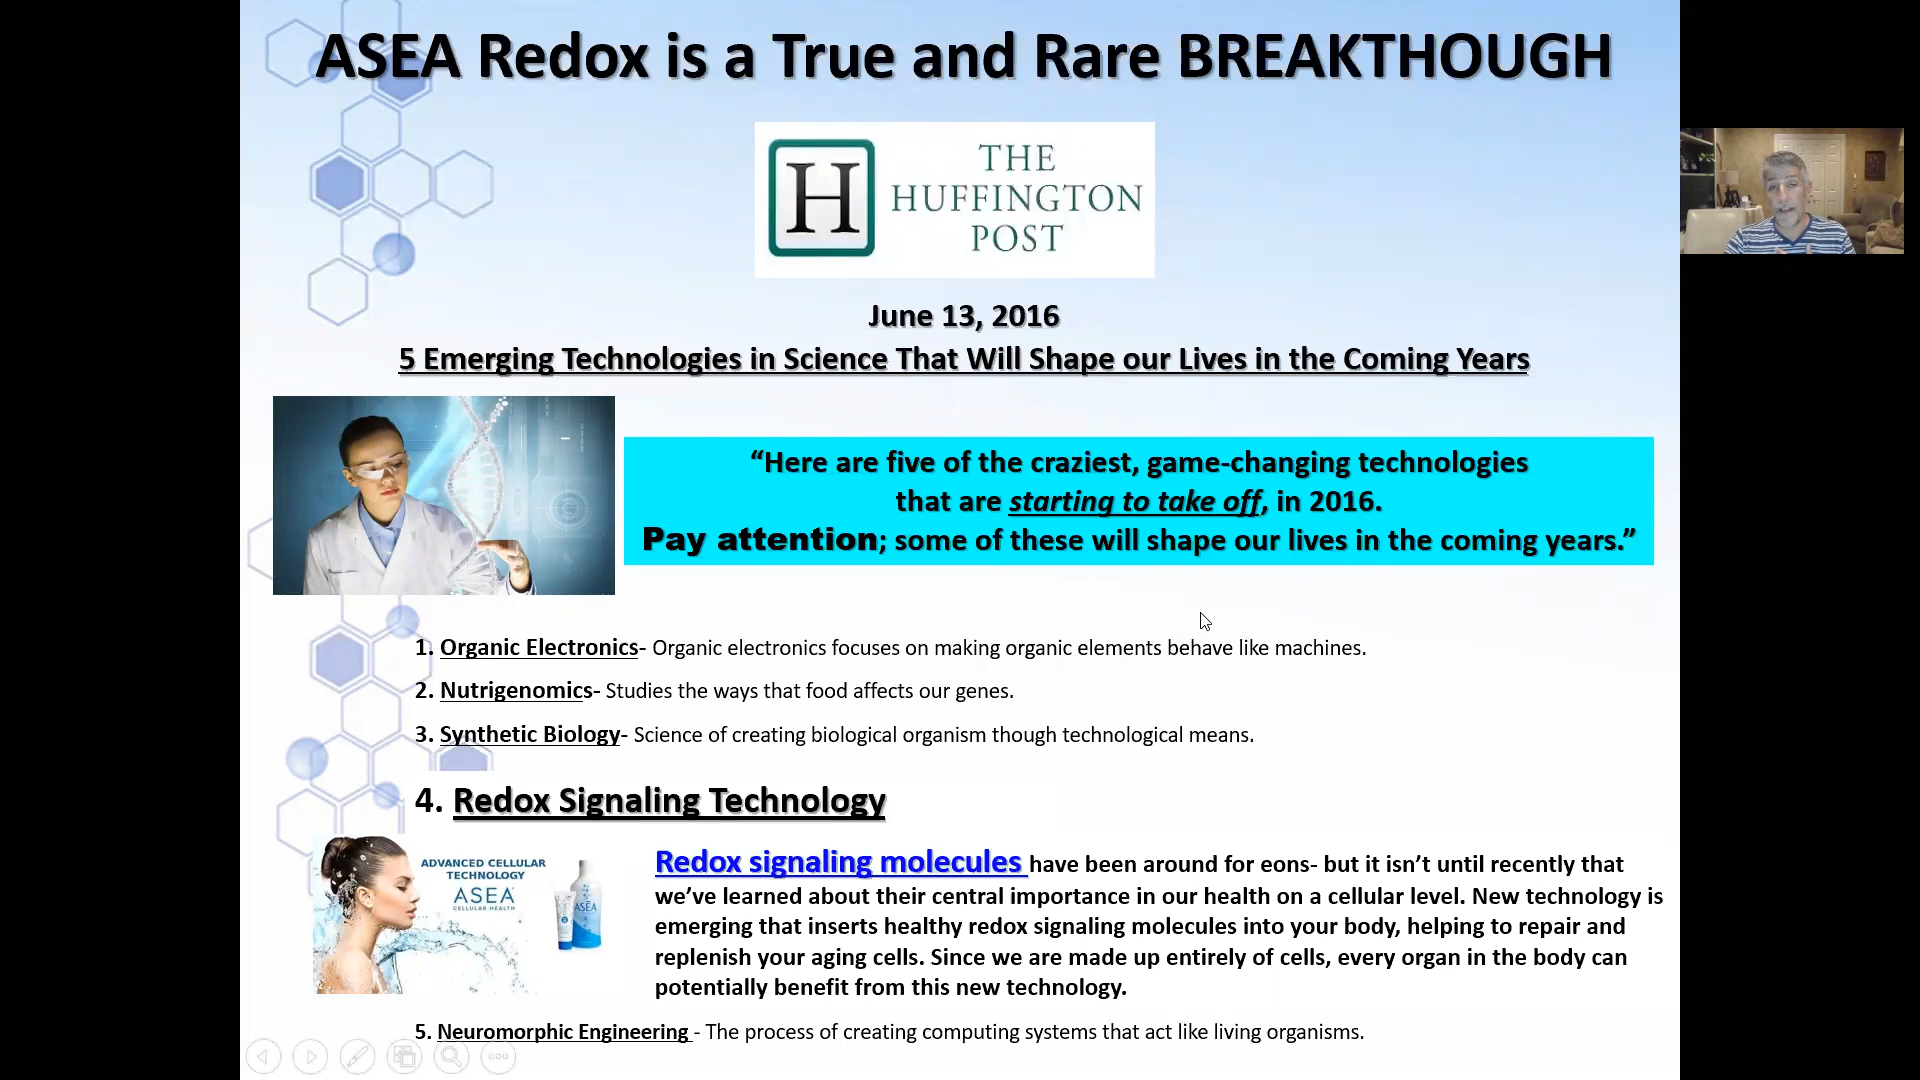 ASEA Redox is a True and Rare BREAKTHOUGH
H
THE
HUFFINGTON
POST
June 13, 2016
5 Emerging Technologies in Science That Will Shape our Lives in the Coming Years
“Here are five of the craziest, game-changing technologies
that are starting to take off, in 2016.
Pay attention; some of these will shape our lives in the coming years.”
1. Organic Electronics- Organic electronics focuses on making organic elements behave like machines.
2. Nutrigenomics- Studies the ways that food affects our genes.
3. Synthetic Biology- Science of creating biological organism though technological means.
4. Redox Signaling Technology
ADVANCED CELLULAR
TECHNOLOGY
ASEA
CELLULAR HEALTH
ASEA
Redox signaling molecules have been around for eons- but it isn’t until recently that
we’ve learned about their central importance in our health on a cellular level. New technology is
emerging that inserts healthy redox signaling molecules into your body, helping to repair and
replenish your aging cells. Since we are made up entirely of cells, every organ in the body can
potentially benefit from this new technology.
5. Neuromorphic Engineering - The process of creating computing systems that act like living organisms.